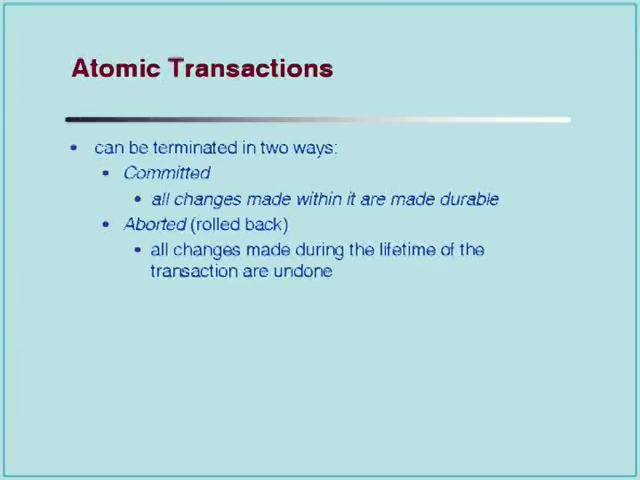 Atomic Transactions
• can be terminated in two ways:
• Committed
• all changes made within it are made durable
• Aborted (rolled back)
• all changes made during the lifetime of the
transaction are undone